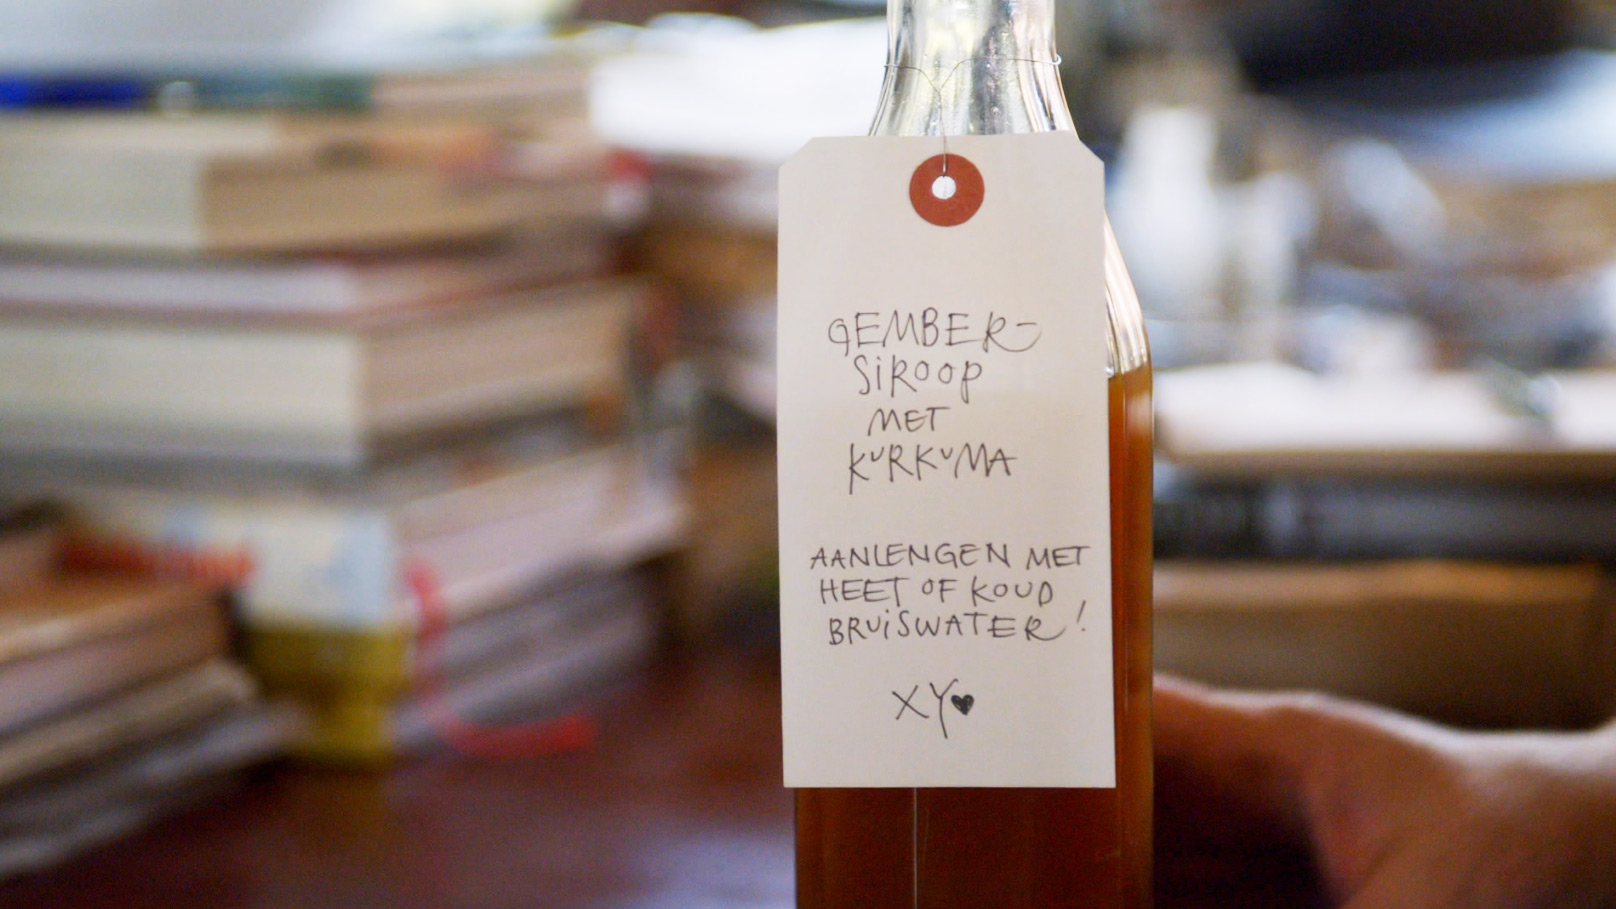 GEMBER-
SIROOP
MET
KURKUMA
AANLENGEN MET
HEET OF KOUD
BRUISWATER!
XY♥